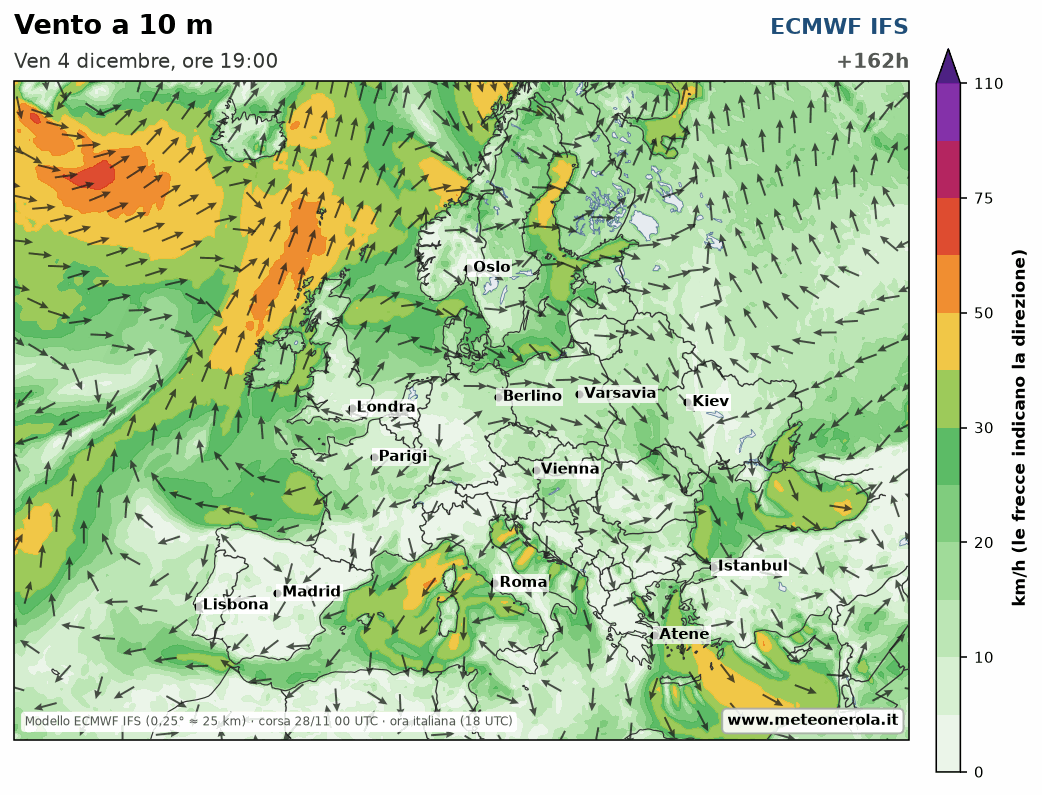 Vento a 10 m
ECMWF IFS
Ven 4 dicembre, ore 19:00
+162h
110
75
50
30
20
10
0
km/h (le frecce indicano la direzione)
Oslo
Berlino
Varsavia
Kiev
Londra
Parigi
Vienna
Istanbul
Roma
Madrid
Lisbona
Atene
Modello ECMWF IFS (0,25° ≈ 25 km) · corsa 28/11 00 UTC · ora italiana (18 UTC)
www.meteonerola.it